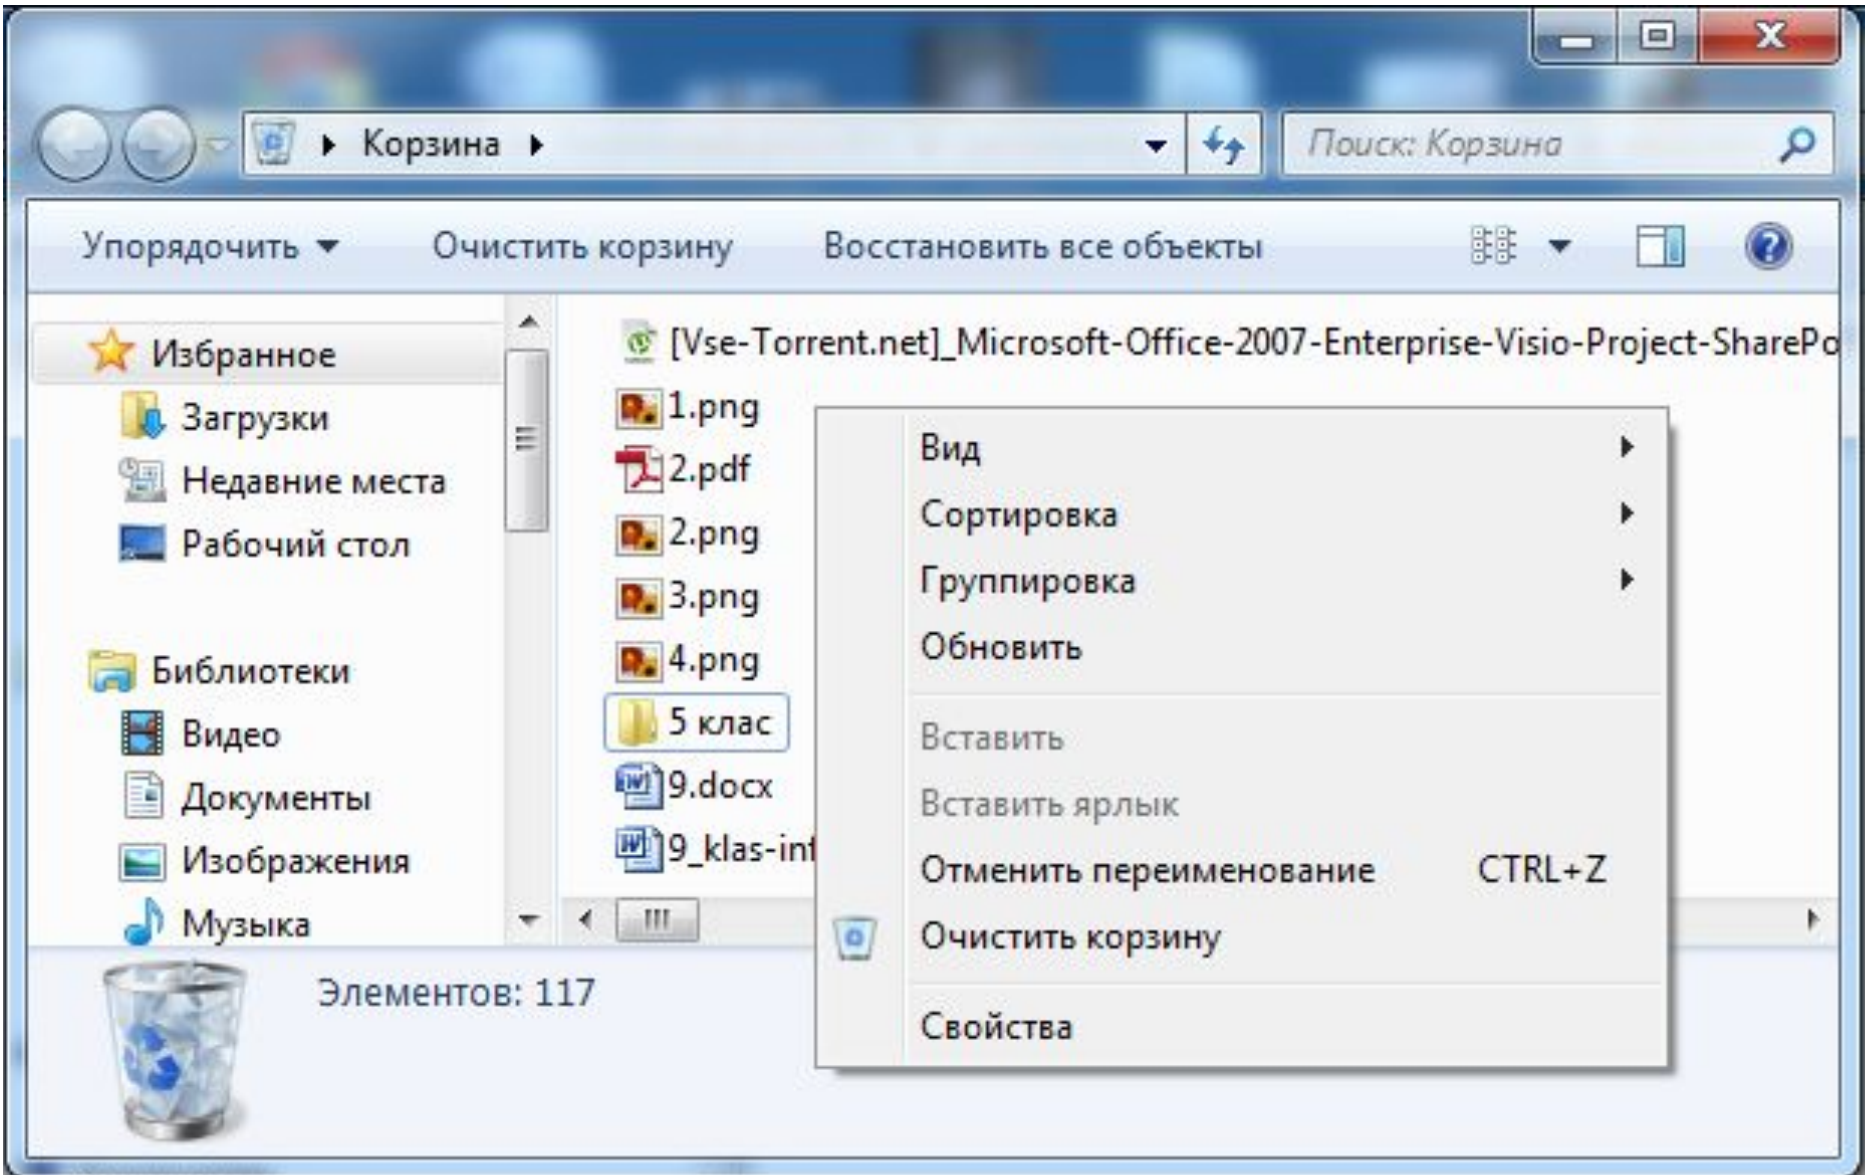 Корзина
Поиск: Корзина
Упорядочить
Очистить корзину
Восстановить все объекты
Избранное
Загрузки
Недавние места
Рабочий стол
Библиотеки
Видео
Документы
Изображения
Музыка
[Vse-Torrent.net]_Microsoft-Office-2007-Enterprise-Visio-Project-SharePo
1.png
2.pdf
2.png
3.png
4.png
5 клас
9.docx
9_klas-inf
Вид
Сортировка
Группировка
Обновить
Вставить
Вставить ярлык
Отменить переименование CTRL+Z
Очистить корзину
Свойства
Элементов: 117